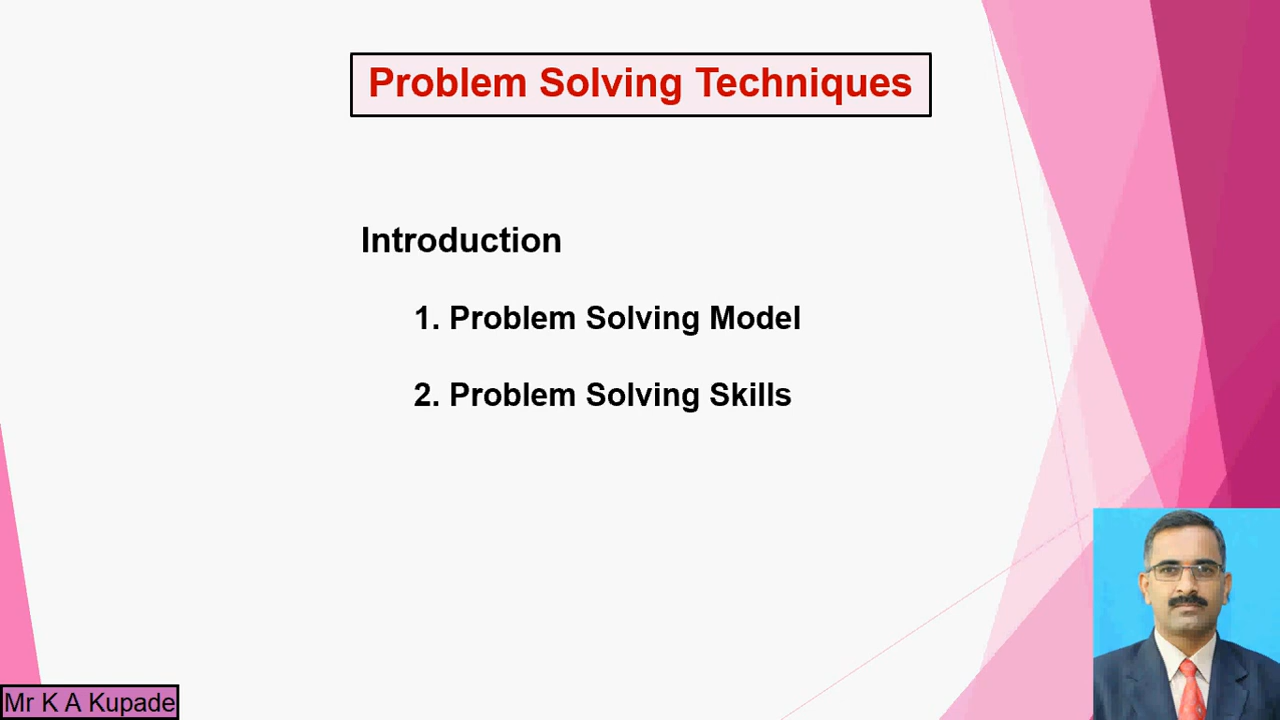 Problem Solving Techniques
Introduction
1. Problem Solving Model
2. Problem Solving Skills
Mr K A Kupade